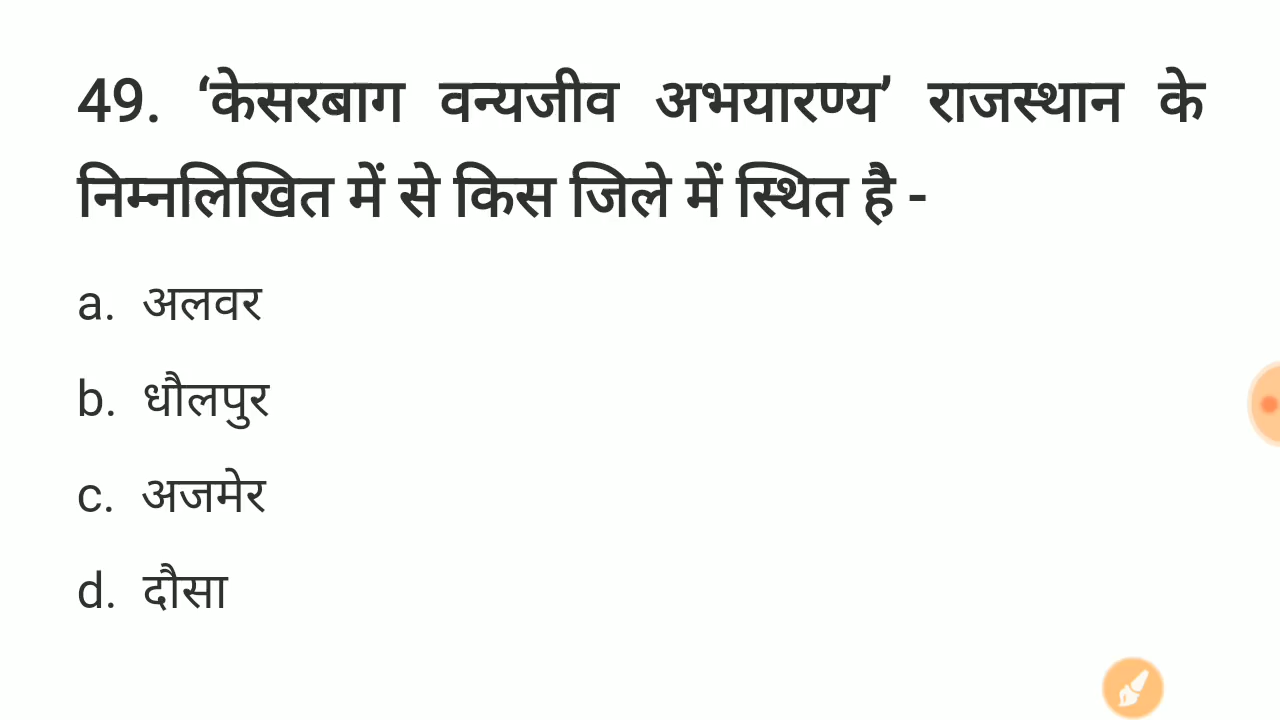 49. ‘केसरबाग वन्यजीव अभयारण्य’ राजस्थान के
निम्नलिखित में से किस जिले में स्थित है -
a. अलवर
b. धौलपुर
c. अजमेर
d. दौसा